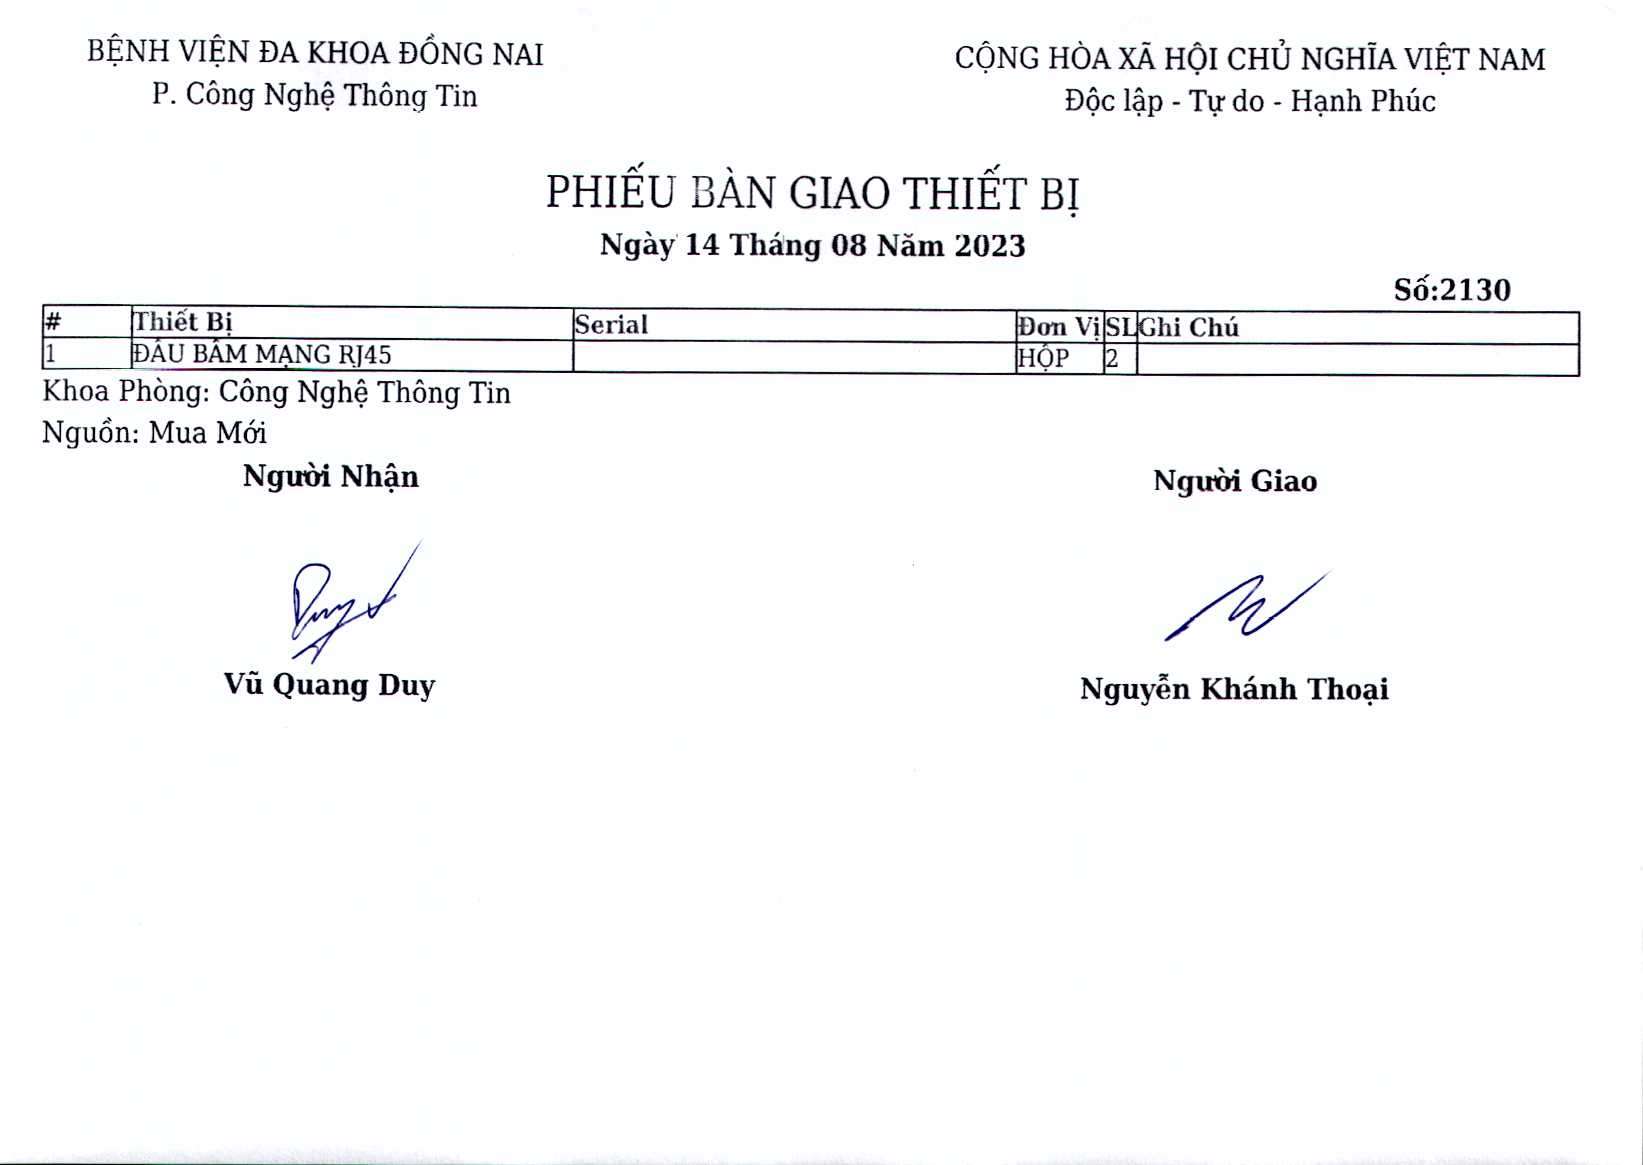 BỆNH VIỆN ĐA KHOA ĐỒNG NAI
P. Công Nghệ Thông Tin
CỘNG HÒA XÃ HỘI CHỦ NGHĨA VIỆT NAM
Độc lập - Tự do - Hạnh Phúc
PHIẾU BÀN GIAO THIẾT BỊ
Ngày 14 Tháng 08 Năm 2023
Số:2130
# Thiết Bị Serial Đơn Vị SL Ghi Chú
1 ĐẦU BẤM MẠNG RJ45 HỘP 2
Khoa Phòng: Công Nghệ Thông Tin
Nguồn: Mua Mới
Người Nhận Người Giao
Duy
Vũ Quang Duy Nguyễn Khánh Thoại